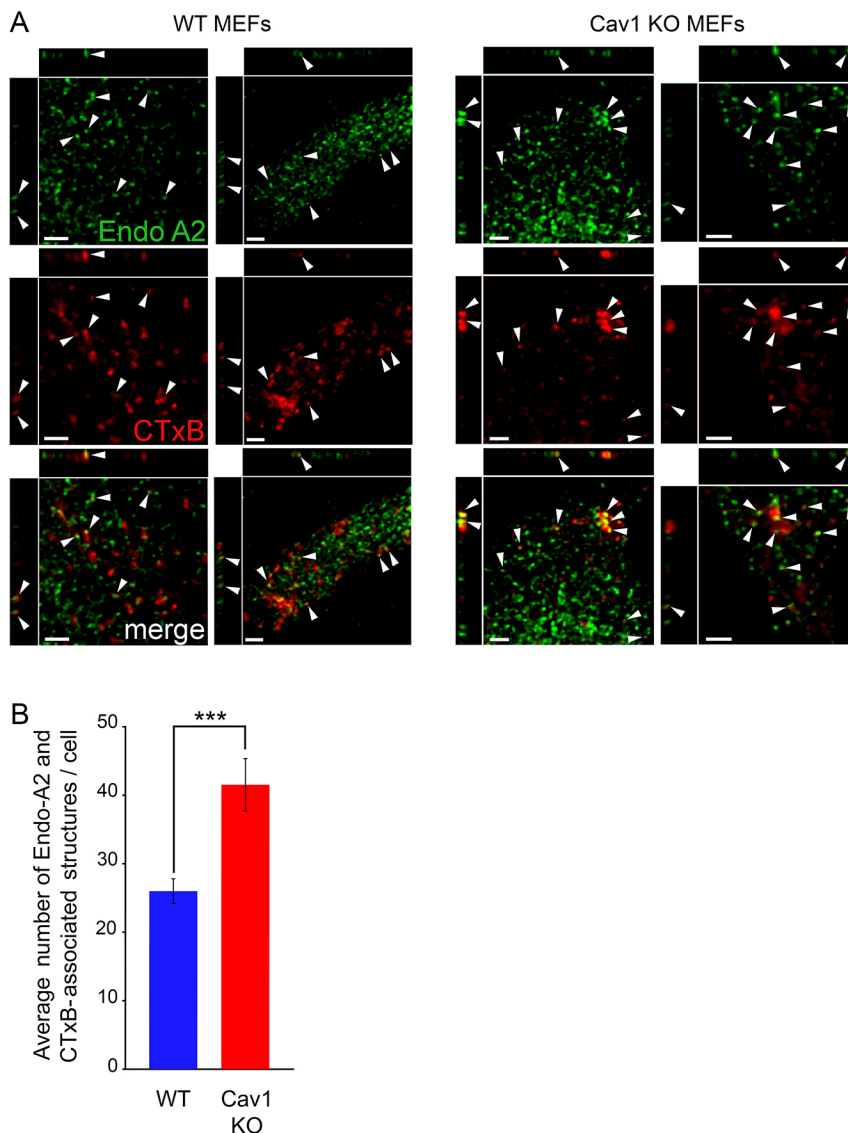 A
WT MEFs
Cav1 KO MEFs
Endo A2
CTxB
merge
B
Average number of Endo-A2 and
CTxB-associated structures / cell
50
40
30
20
10
0
***
WT
Cav1
KO